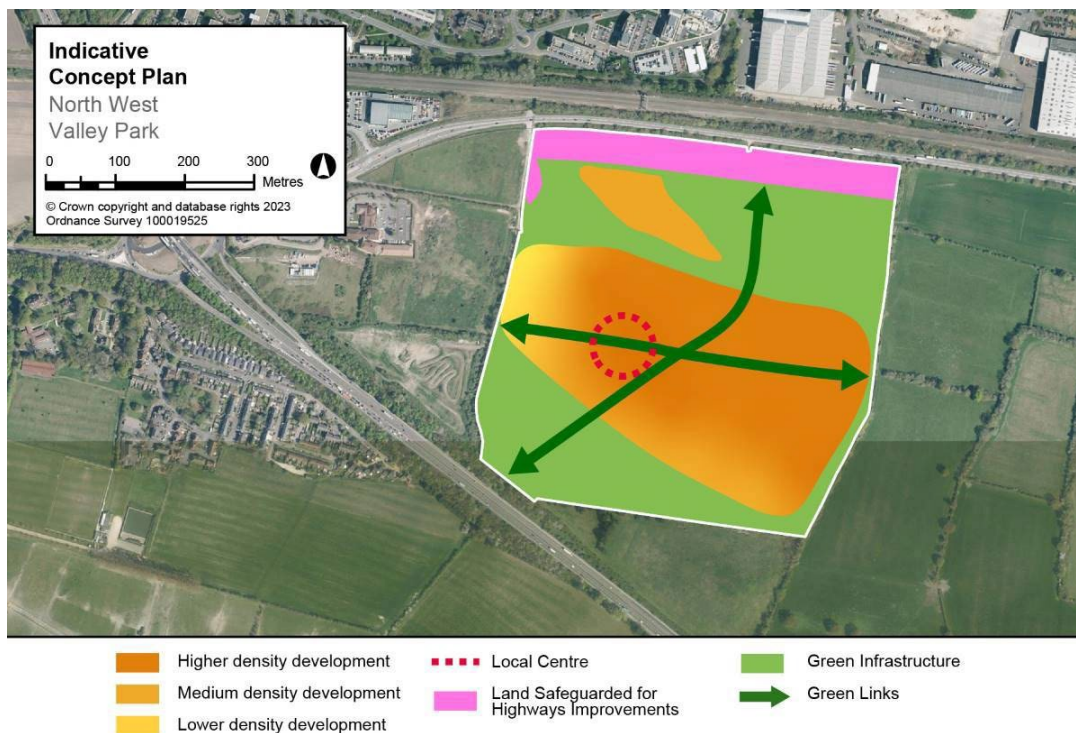 Indicative
Concept Plan
North West
Valley Park
0 100 200 300
Metres
© Crown copyright and database rights 2023
Ordnance Survey 100019525
Higher density development
Medium density development
Lower density development
Local Centre
Land Safeguarded for
Highways Improvements
Green Infrastructure
Green Links